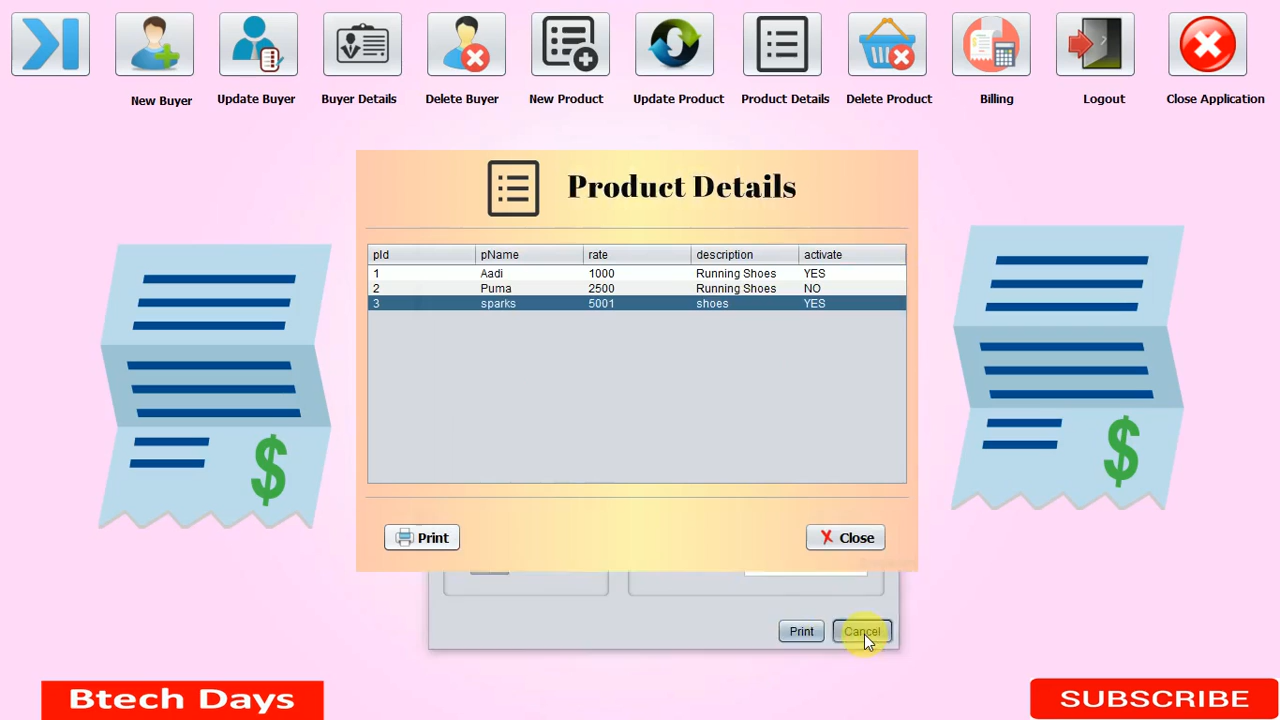 New Buyer Update Buyer Buyer Details Delete Buyer New Product Update Product Product Details Delete Product Billing Logout Close Application
Product Details
pId pName rate description activate
1 Aadi 1000 Running Shoes YES
2 Puma 2500 Running Shoes NO
3 sparks 5001 shoes YES
Print Close
Print Cancel
Btech Days SUBSCRIBE